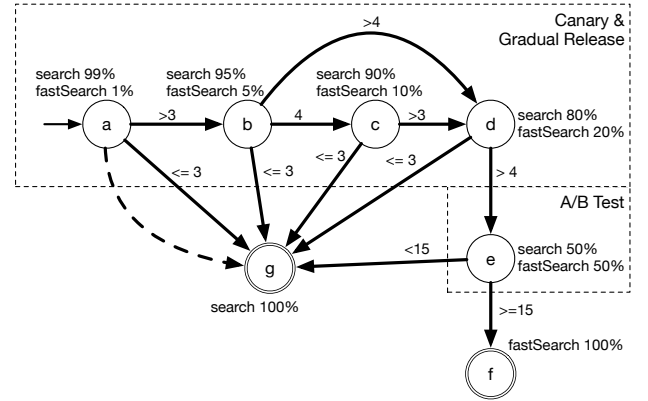 >4
Canary &
Gradual Release
search 99%
fastSearch 1%
search 95%
fastSearch 5%
search 90%
fastSearch 10%
a
>3
b
4
c
>3
d
search 80%
fastSearch 20%
<= 3
<= 3
<= 3
<= 3
> 4
A/B Test
<15
e
search 50%
fastSearch 50%
g
search 100%
>=15
fastSearch 100%
f